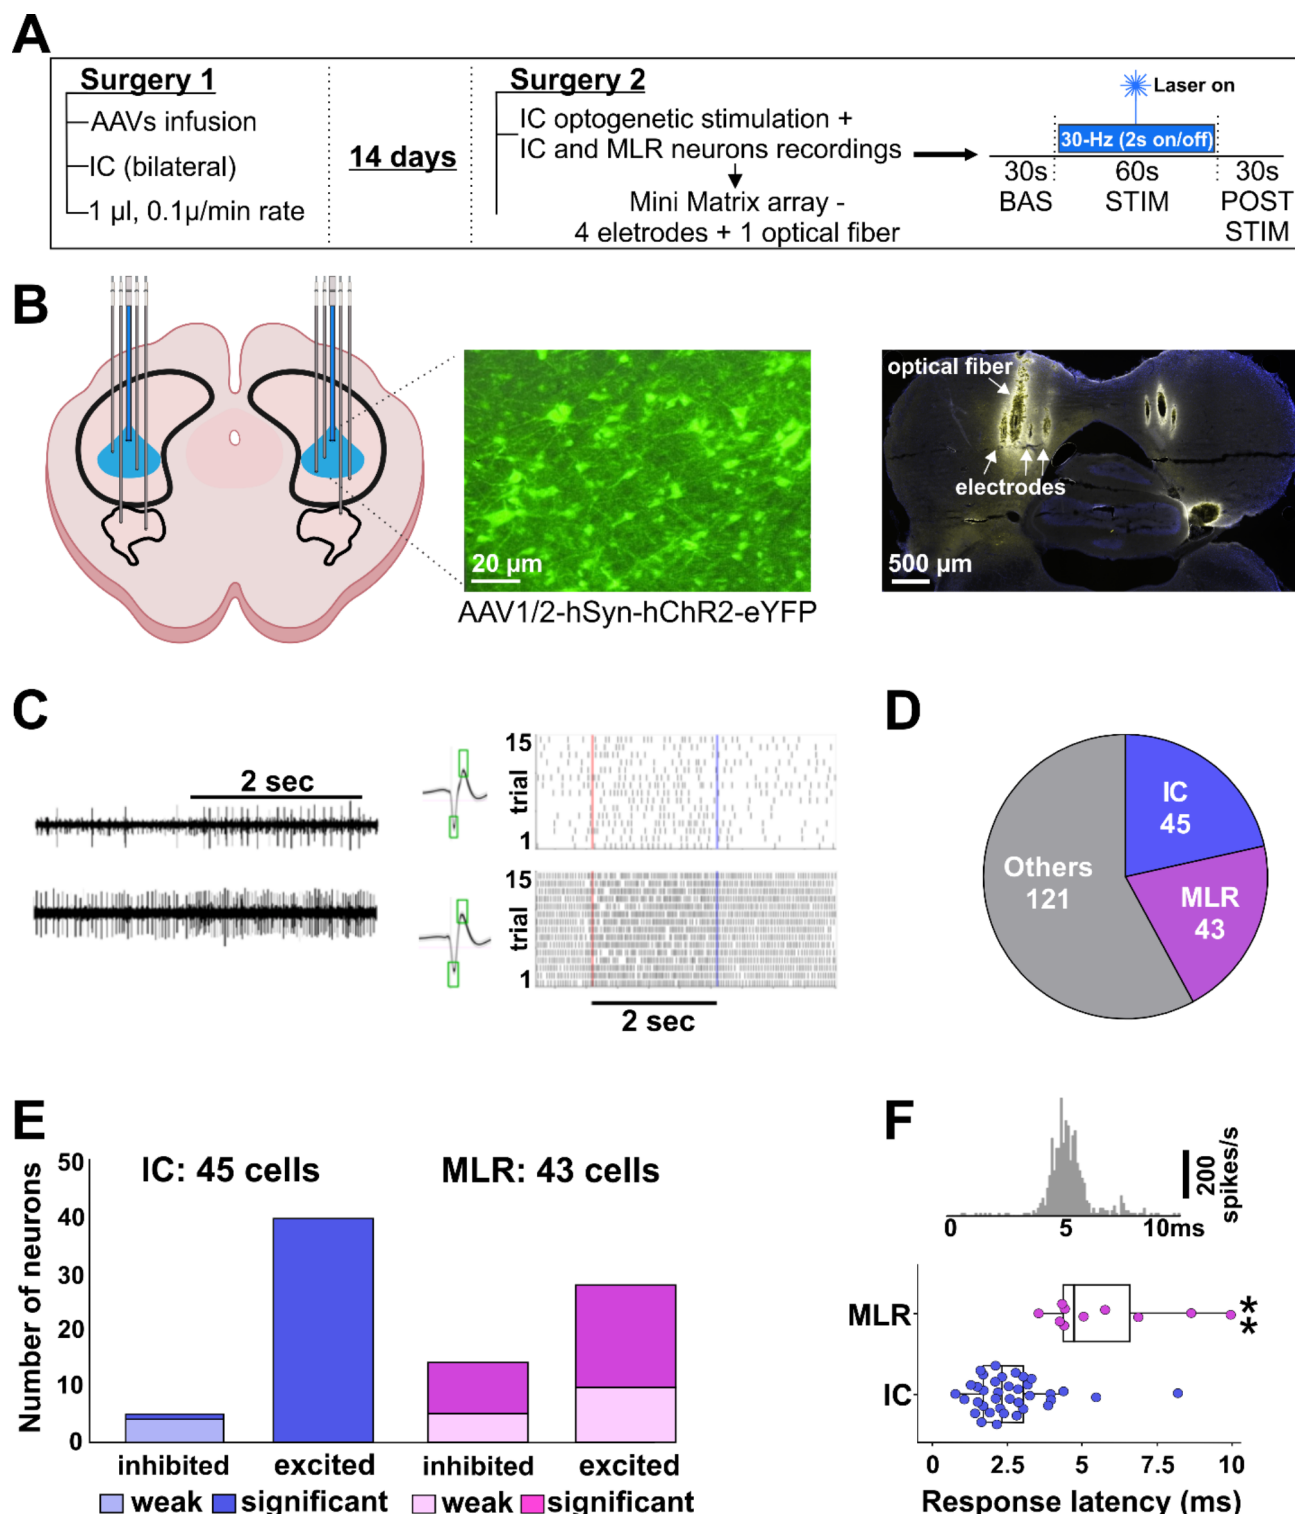 A
Surgery 1
AAVs infusion
IC (bilateral)
1 µl, 0.1µ/min rate
14 days
Surgery 2
IC optogenetic stimulation +
IC and MLR neurons recordings
Mini Matrix array -
4 eletrodes + 1 optical fiber
Laser on
30-Hz (2s on/off)
30s 60s 30s
BAS STIM POST
STIM
B
20 µm
AAV1/2-hSyn-hChR2-eYFP
optical fiber
electrodes
500 µm
C
2 sec
15
trial
1
15
trial
1
2 sec
D
IC
45
MLR
43
Others
121
E
Number of neurons
50
40
30
20
10
0
IC: 45 cells
MLR: 43 cells
inhibited excited inhibited excited
weak significant weak significant
F
200
spikes/s
0 5 10ms
MLR
**
IC
0 2.5 5 7.5 10
Response latency (ms)